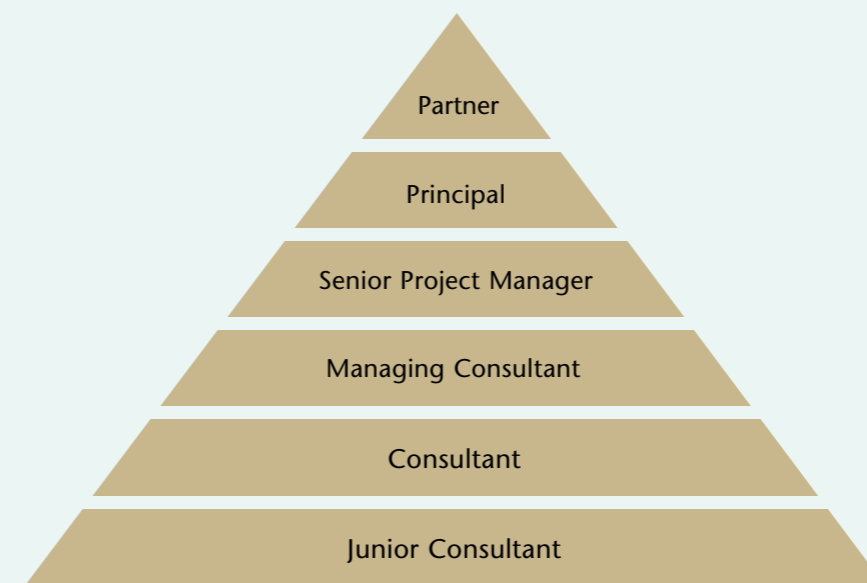 Partner
Principal
Senior Project Manager
Managing Consultant
Consultant
Junior Consultant